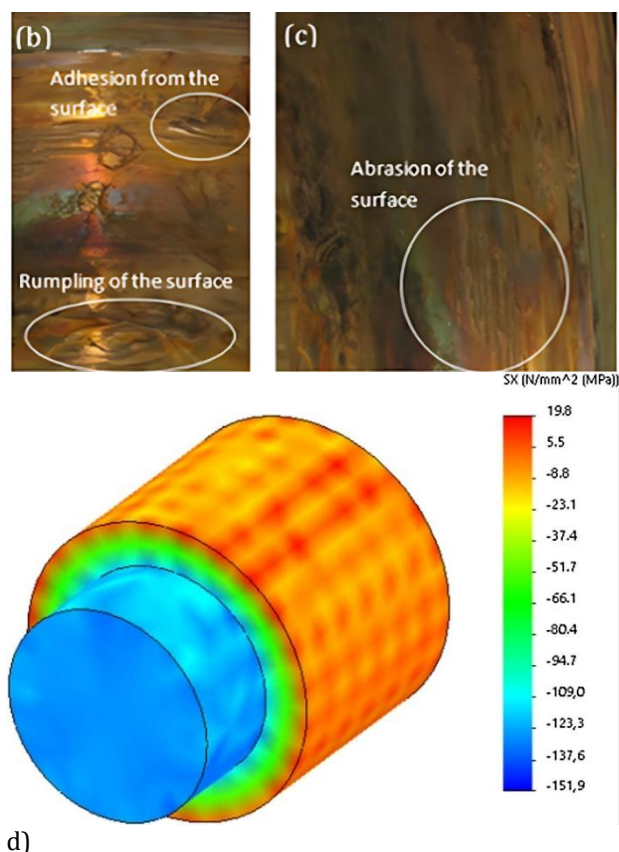 (b)
Adhesion from the
surface
Rumpling of the surface
(c)
Abrasion of the
surface
SX (N/mm^2 (MPa))
19.8
5.5
-8.8
-23.1
-37.4
-51.7
-66.1
-80.4
-94.7
-109,0
-123,3
-137,6
-151,9
d)